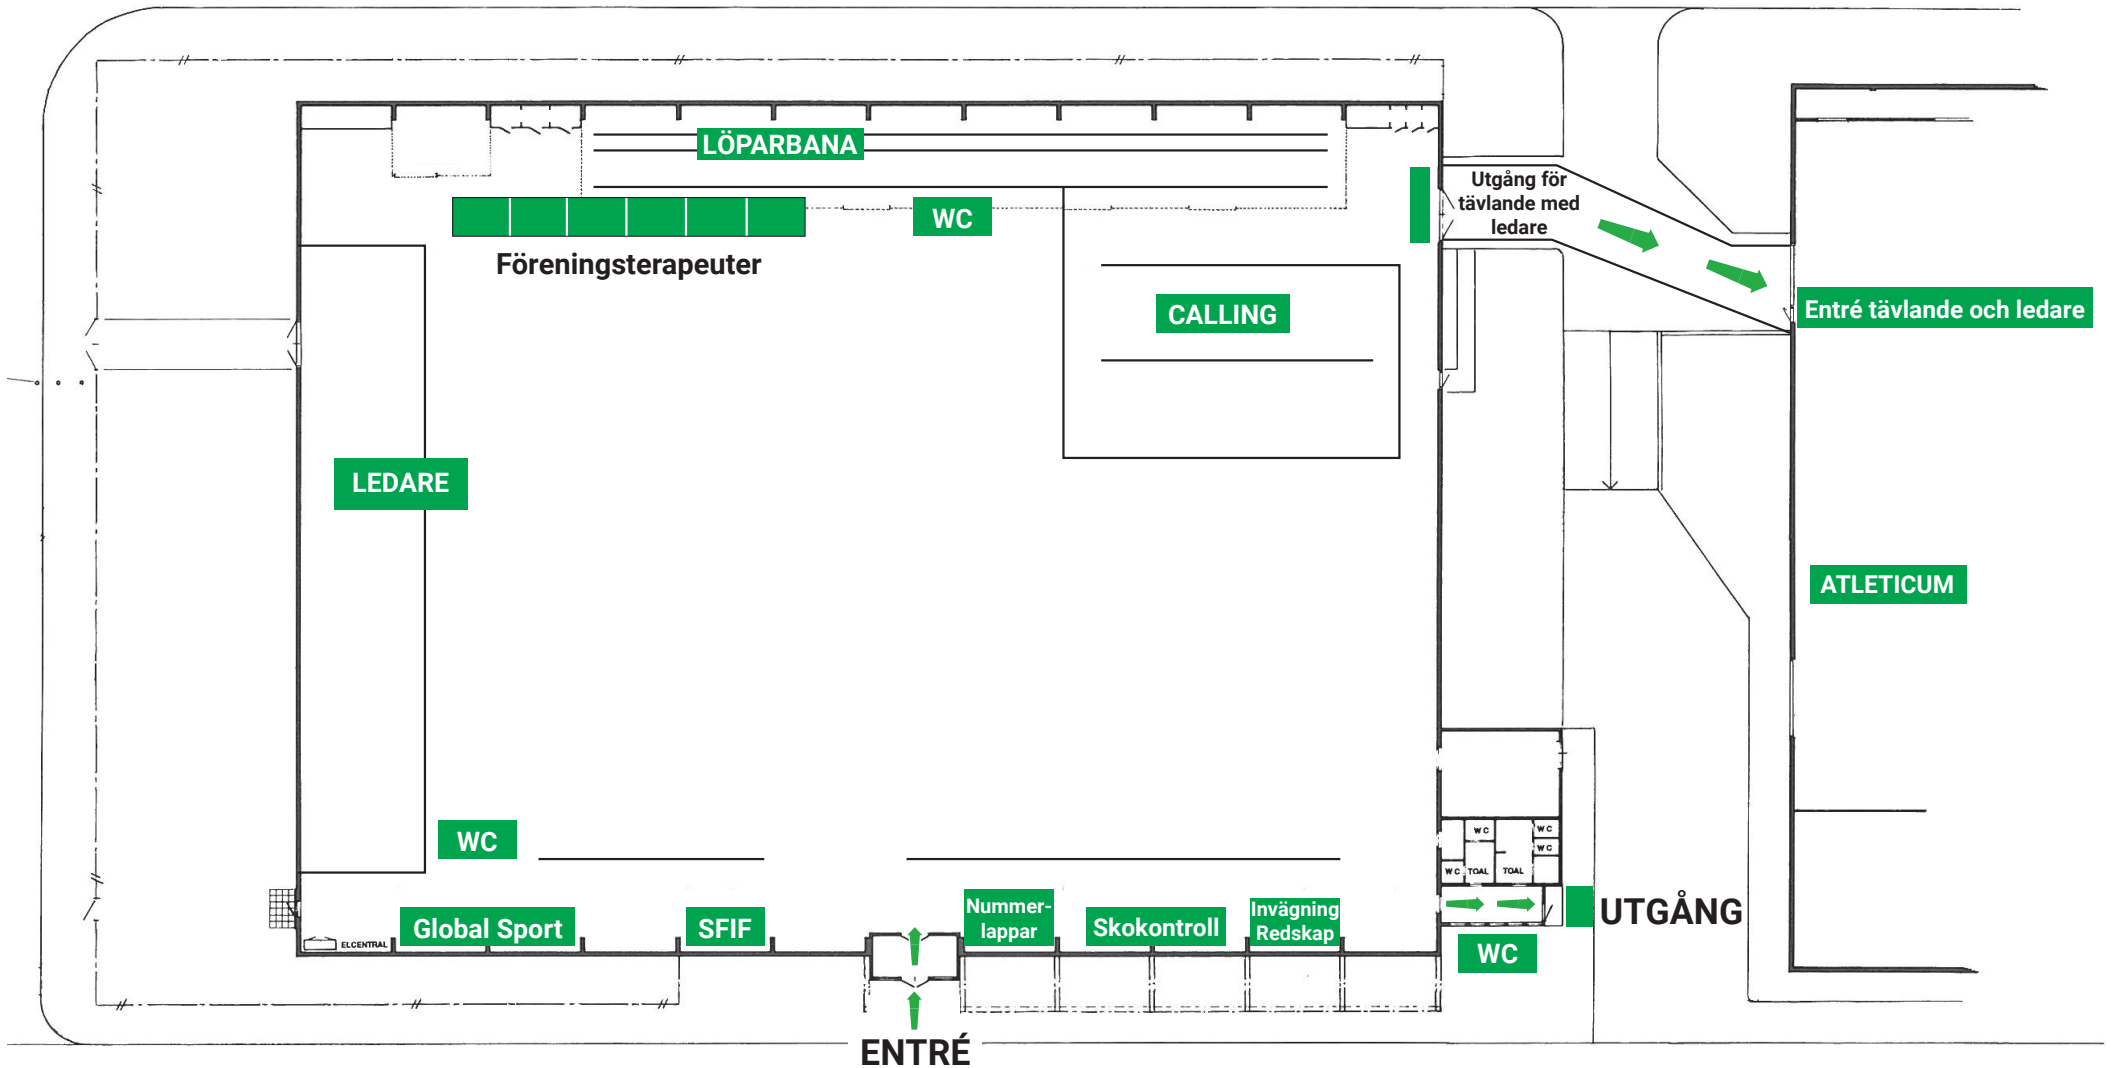 LÖPARBANA
Utgång för
tävlande med
ledare
WC
Föreningsterapeuter
CALLING
Entré tävlande och ledare
LEDARE
ATLETICUM
WC
WC
WC
WC
WC
TOAL
TOAL
Global Sport
SFIF
Nummer-
lappar
Skokontroll
Invägning
Redskap
UTGÅNG
ELCENTRAL
WC
ENTRÉ